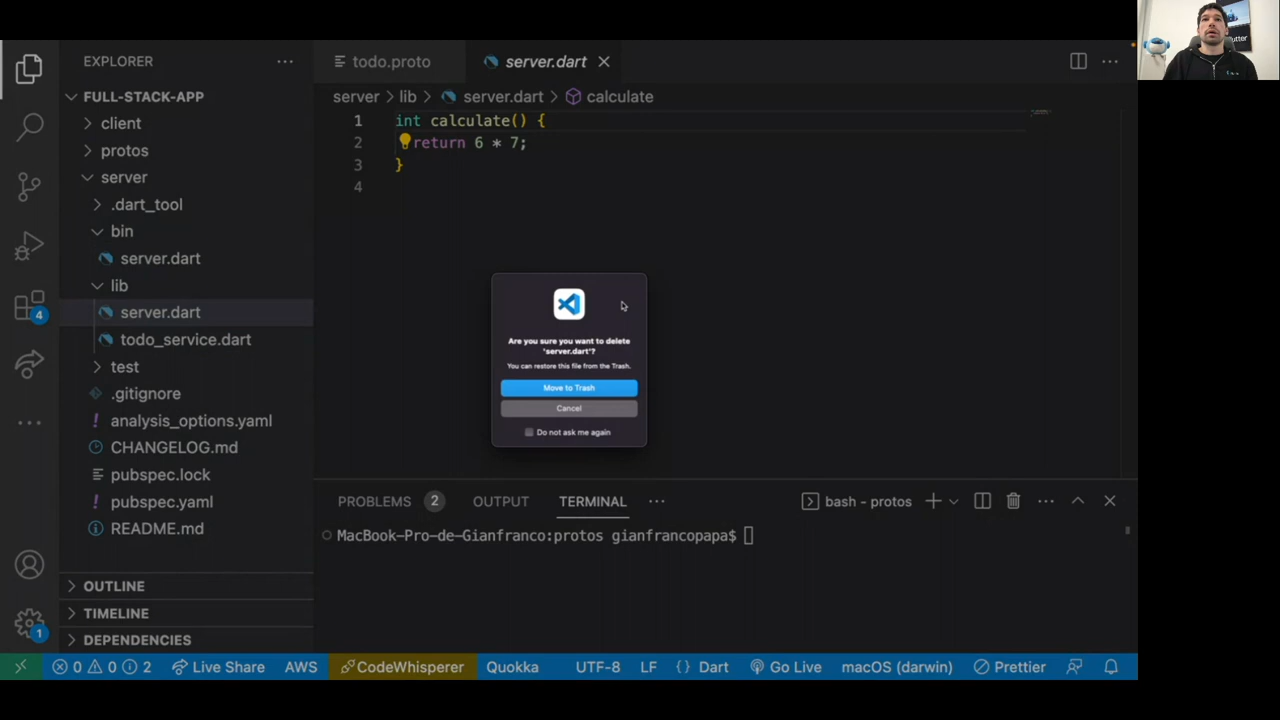 EXPLORER
FULL-STACK-APP
client
protos
server
.dart_tool
bin
server.dart
lib
server.dart
todo_service.dart
test
.gitignore
analysis_options.yaml
CHANGELOG.md
pubspec.lock
pubspec.yaml
README.md
OUTLINE
TIMELINE
DEPENDENCIES
4
1
todo.proto
server.dart
server > lib > server.dart > calculate
1 int calculate() {
2 return 6 * 7;
3 }
4
Are you sure you want to delete
'server.dart'?
You can restore this file from the Trash.
Move to Trash
Cancel
Do not ask me again
PROBLEMS 2 OUTPUT TERMINAL
bash - protos
MacBook-Pro-de-Gianfranco:protos gianfrancopapa$
0 0 2 Live Share AWS CodeWhisperer Quokka UTF-8 LF {} Dart Go Live macOS (darwin) Prettier